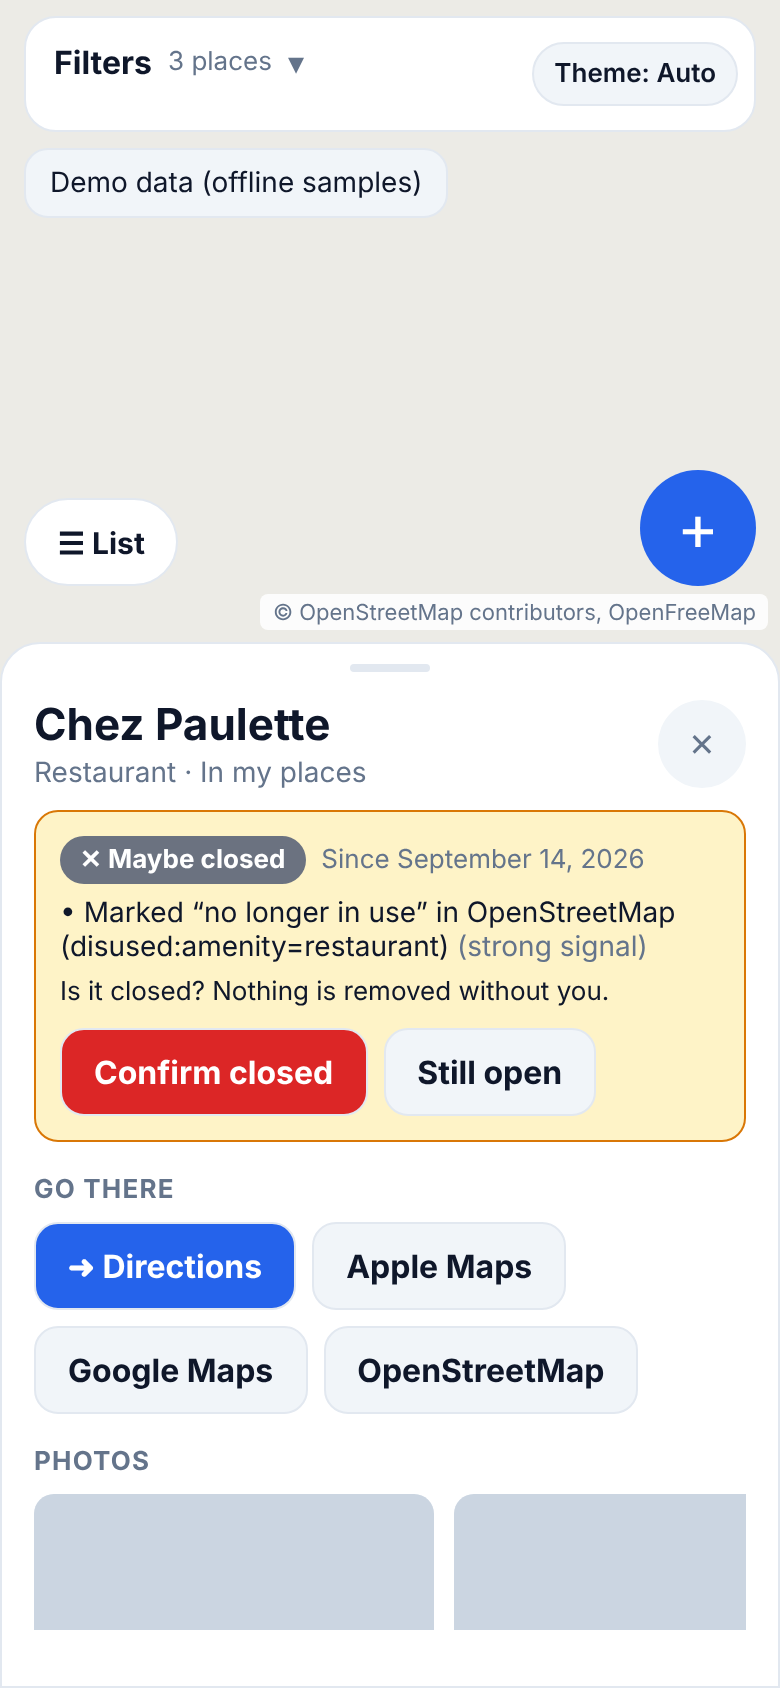 Filters 3 places ▼
Theme: Auto
Demo data (offline samples)
☰ List
+
© OpenStreetMap contributors, OpenFreeMap
Chez Paulette
Restaurant · In my places
✕
✕ Maybe closed Since September 14, 2026
• Marked “no longer in use” in OpenStreetMap
(disused:amenity=restaurant) (strong signal)
Is it closed? Nothing is removed without you.
Confirm closed
Still open
GO THERE
➜ Directions
Apple Maps
Google Maps
OpenStreetMap
PHOTOS